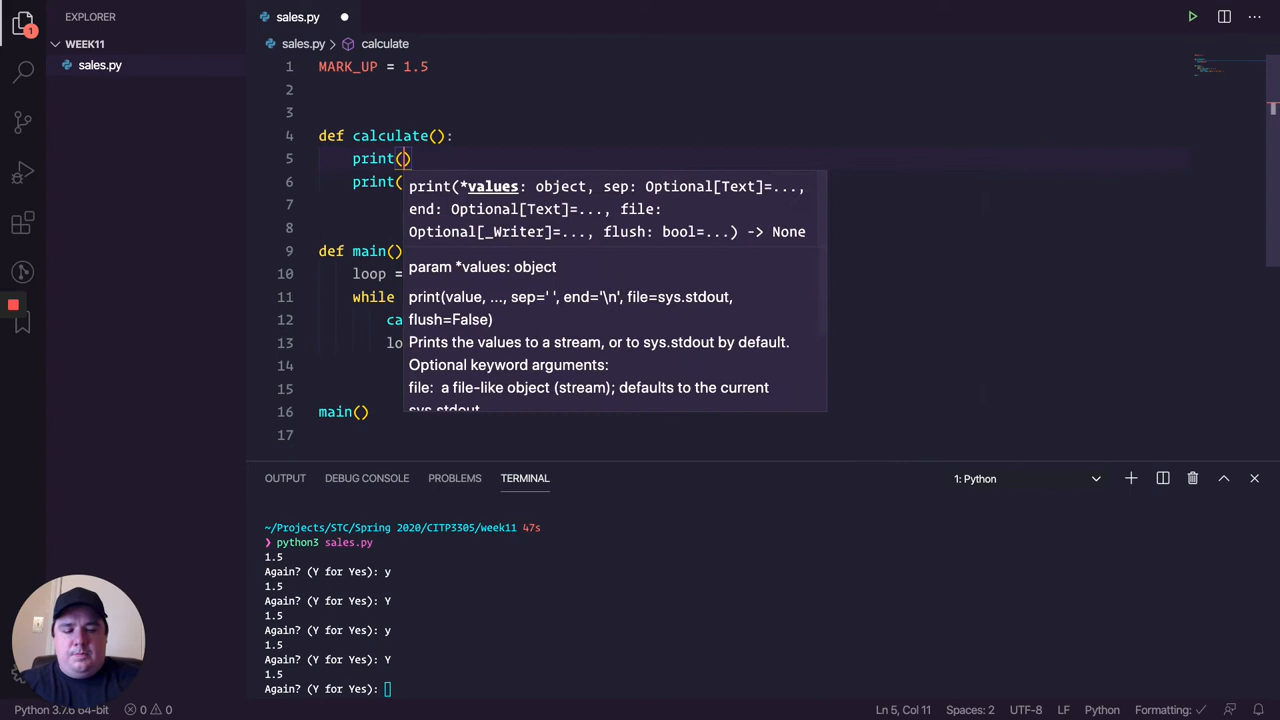 EXPLORER
sales.py
1
WEEK11
sales.py
sales.py
calculate
1 MARK_UP = 1.5
2
3
4 def calculate():
5 print()
6 print(
7
8
9 def main()
10 loop =
11 while
12 ca
13 lo
14
15
16 main()
17
print(*values: object, sep: Optional[Text]=...,
end: Optional[Text]=..., file:
Optional[_Writer]=..., flush: bool=...) -> None
param *values: object
print(value, ..., sep=' ', end='\n', file=sys.stdout,
flush=False)
Prints the values to a stream, or to sys.stdout by default.
Optional keyword arguments:
file: a file-like object (stream); defaults to the current
sys.stdout.
OUTPUT DEBUG CONSOLE PROBLEMS TERMINAL
1: Python
~/Projects/STC/Spring 2020/CITP3305/week11 47s
❯ python3 sales.py
1.5
Again? (Y for Yes): y
1.5
Again? (Y for Yes): Y
1.5
Again? (Y for Yes): y
1.5
Again? (Y for Yes): Y
1.5
Again? (Y for Yes):
Python 3.7.6 64-bit 0 0
Ln 5, Col 11 Spaces: 2 UTF-8 LF Python Formatting: ✓